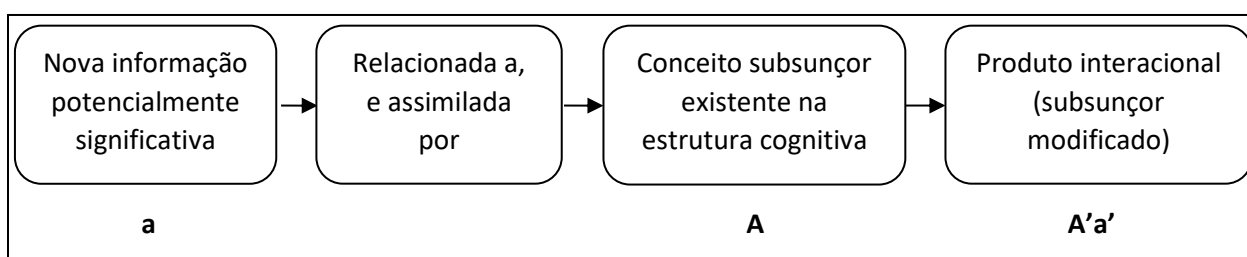 Nova informação
potencialmente
significativa
Relacionada a,
e assimilada
por
Conceito subsunçor
existente na
estrutura cognitiva
Produto interacional
(subsunçor
modificado)
a
A
A’a’